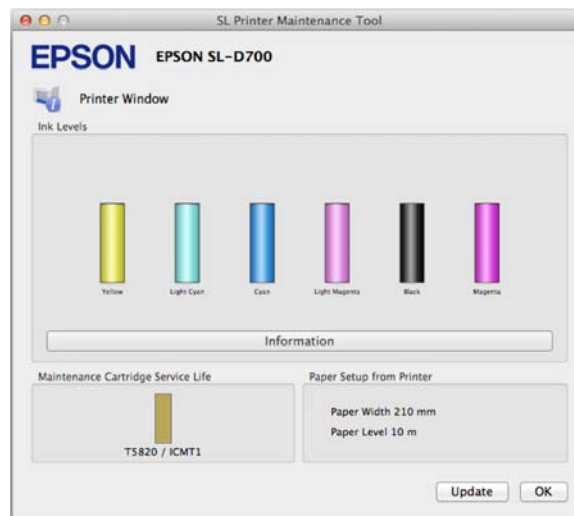 SL Printer Maintenance Tool
EPSON EPSON SL-D700
Printer Window
Ink Levels
Yellow Light Cyan Cyan Light Magenta Black Magenta
Information
Maintenance Cartridge Service Life
T5820 / ICMT1
Paper Setup from Printer
Paper Width 210 mm
Paper Level 10 m
Update OK